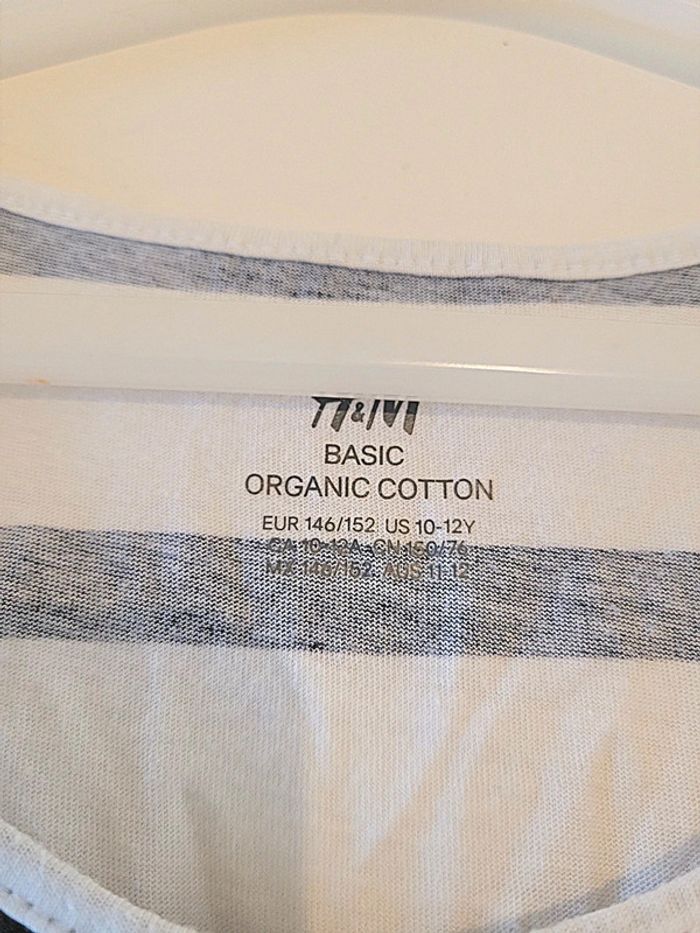 H&M
BASIC
ORGANIC COTTON
EUR 146/152 US 10-12Y
CA 10-12A CN 150/76
MX 146/152 AUS 11-12